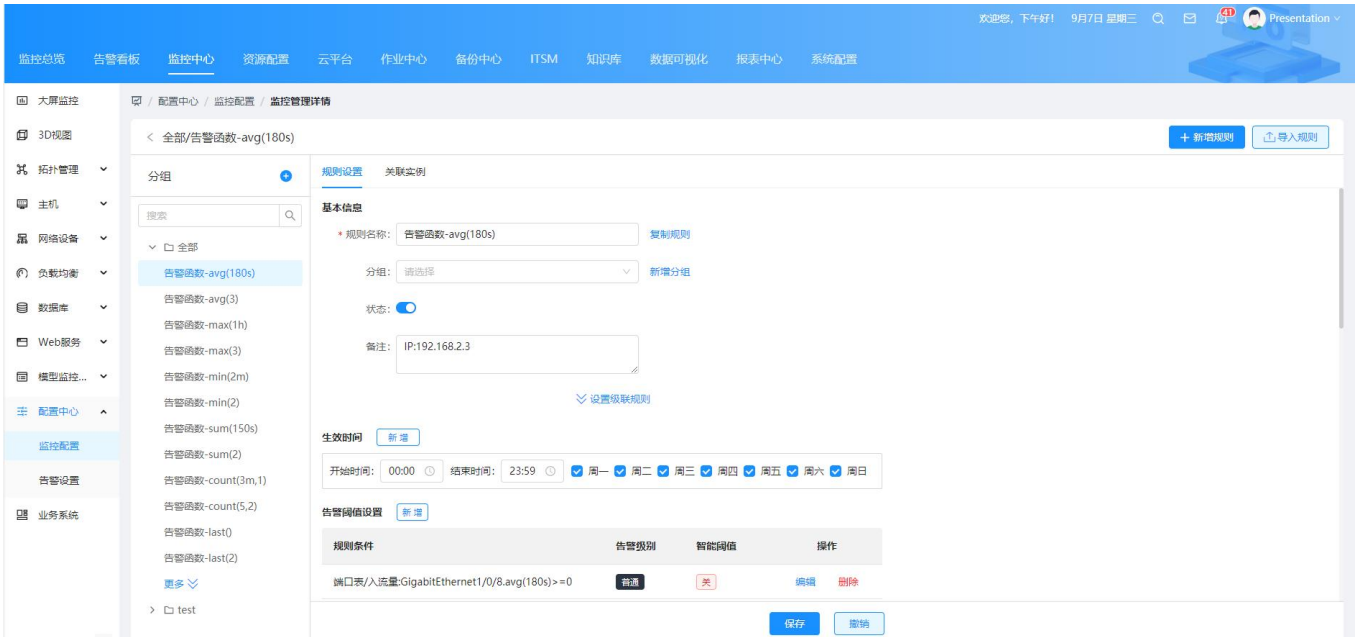 欢迎您，下午好! 9月7日 星期三 41 Presentation
监控总览 告警看板 监控中心 资源配置 云平台 作业中心 备份中心 ITSM 知识库 数据可视化 报表中心 系统配置
大屏监控
3D视图
拓扑管理
主机
网络设备
负载均衡
数据库
Web服务
模型监控...
配置中心
监控配置
告警设置
业务系统
/ 配置中心 / 监控配置 / 监控管理详情
< 全部/告警函数-avg(180s)
+ 新增规则 导入规则
分组
搜索
全部
告警函数-avg(180s)
告警函数-avg(3)
告警函数-max(1h)
告警函数-max(3)
告警函数-min(2m)
告警函数-min(2)
告警函数-sum(150s)
告警函数-sum(2)
告警函数-count(3m,1)
告警函数-count(5,2)
告警函数-last()
告警函数-last(2)
更多
test
规则设置 关联实例
基本信息
* 规则名称: 告警函数-avg(180s) 复制规则
分组: 请选择 新增分组
状态:
备注: IP:192.168.2.3
设置级联规则
生效时间 新增
开始时间: 00:00 结束时间: 23:59 周一 周二 周三 周四 周五 周六 周日
告警阈值设置 新增
规则条件 告警级别 智能阈值 操作
端口表/入流量:GigabitEthernet1/0/8.avg(180s)>=0 普通 关 编辑 删除
保存 撤销